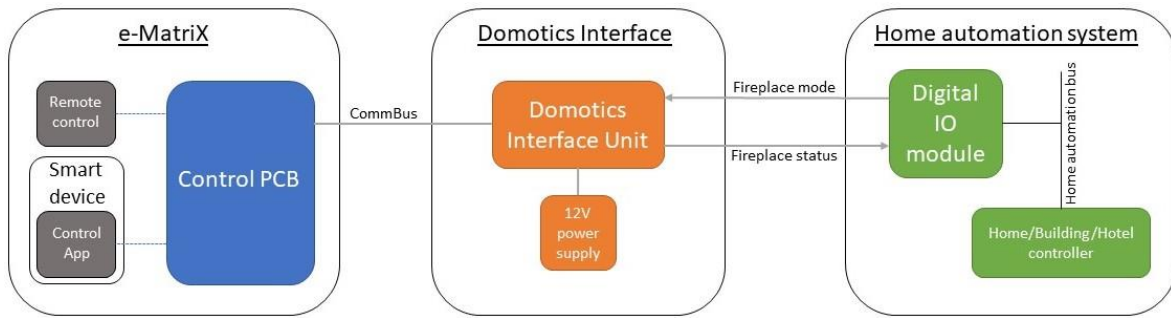 e-MatriX
Remote
control
Smart
device
Control
App
Control PCB
CommBus
Domotics Interface
Domotics
Interface Unit
12V
power
supply
Fireplace mode
Fireplace status
Home automation system
Digital
IO
module
Home automation bus
Home/Building/Hotel
controller